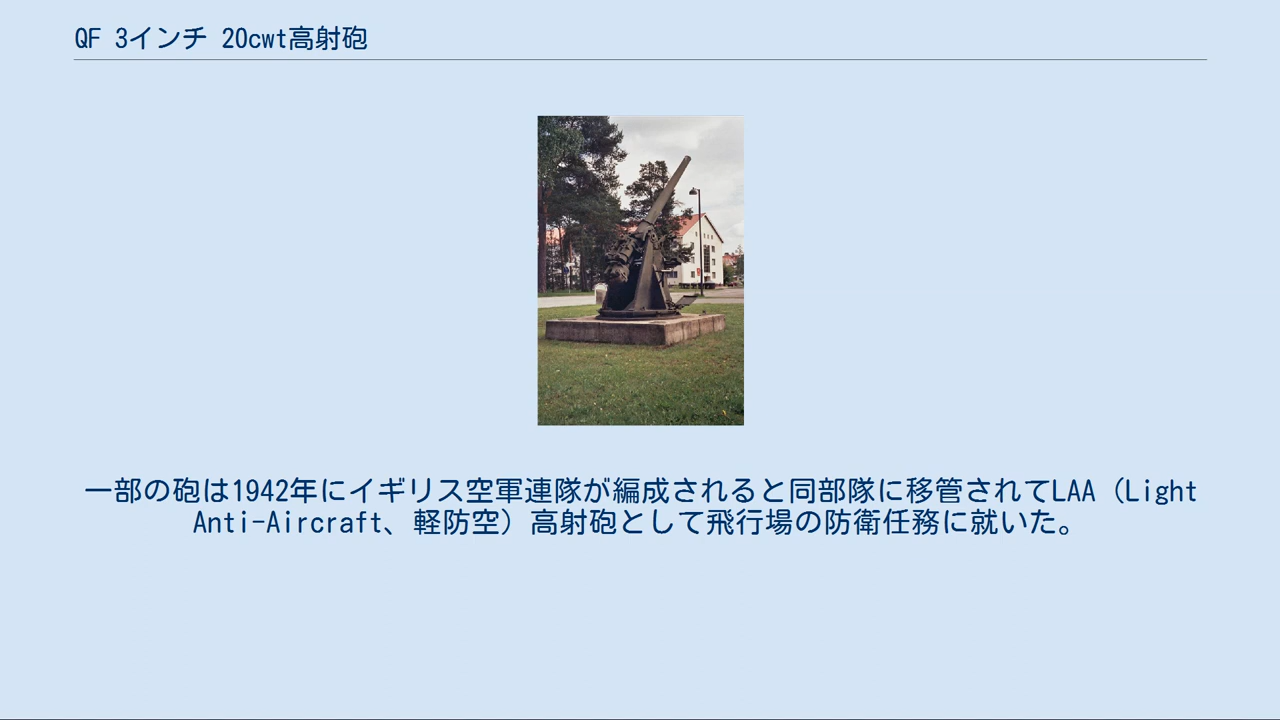 QF 3インチ 20cwt高射砲
一部の砲は1942年にイギリス空軍連隊が編成されると同部隊に移管されてLAA（Light
Anti-Aircraft、軽防空）高射砲として飛行場の防衛任務に就いた。